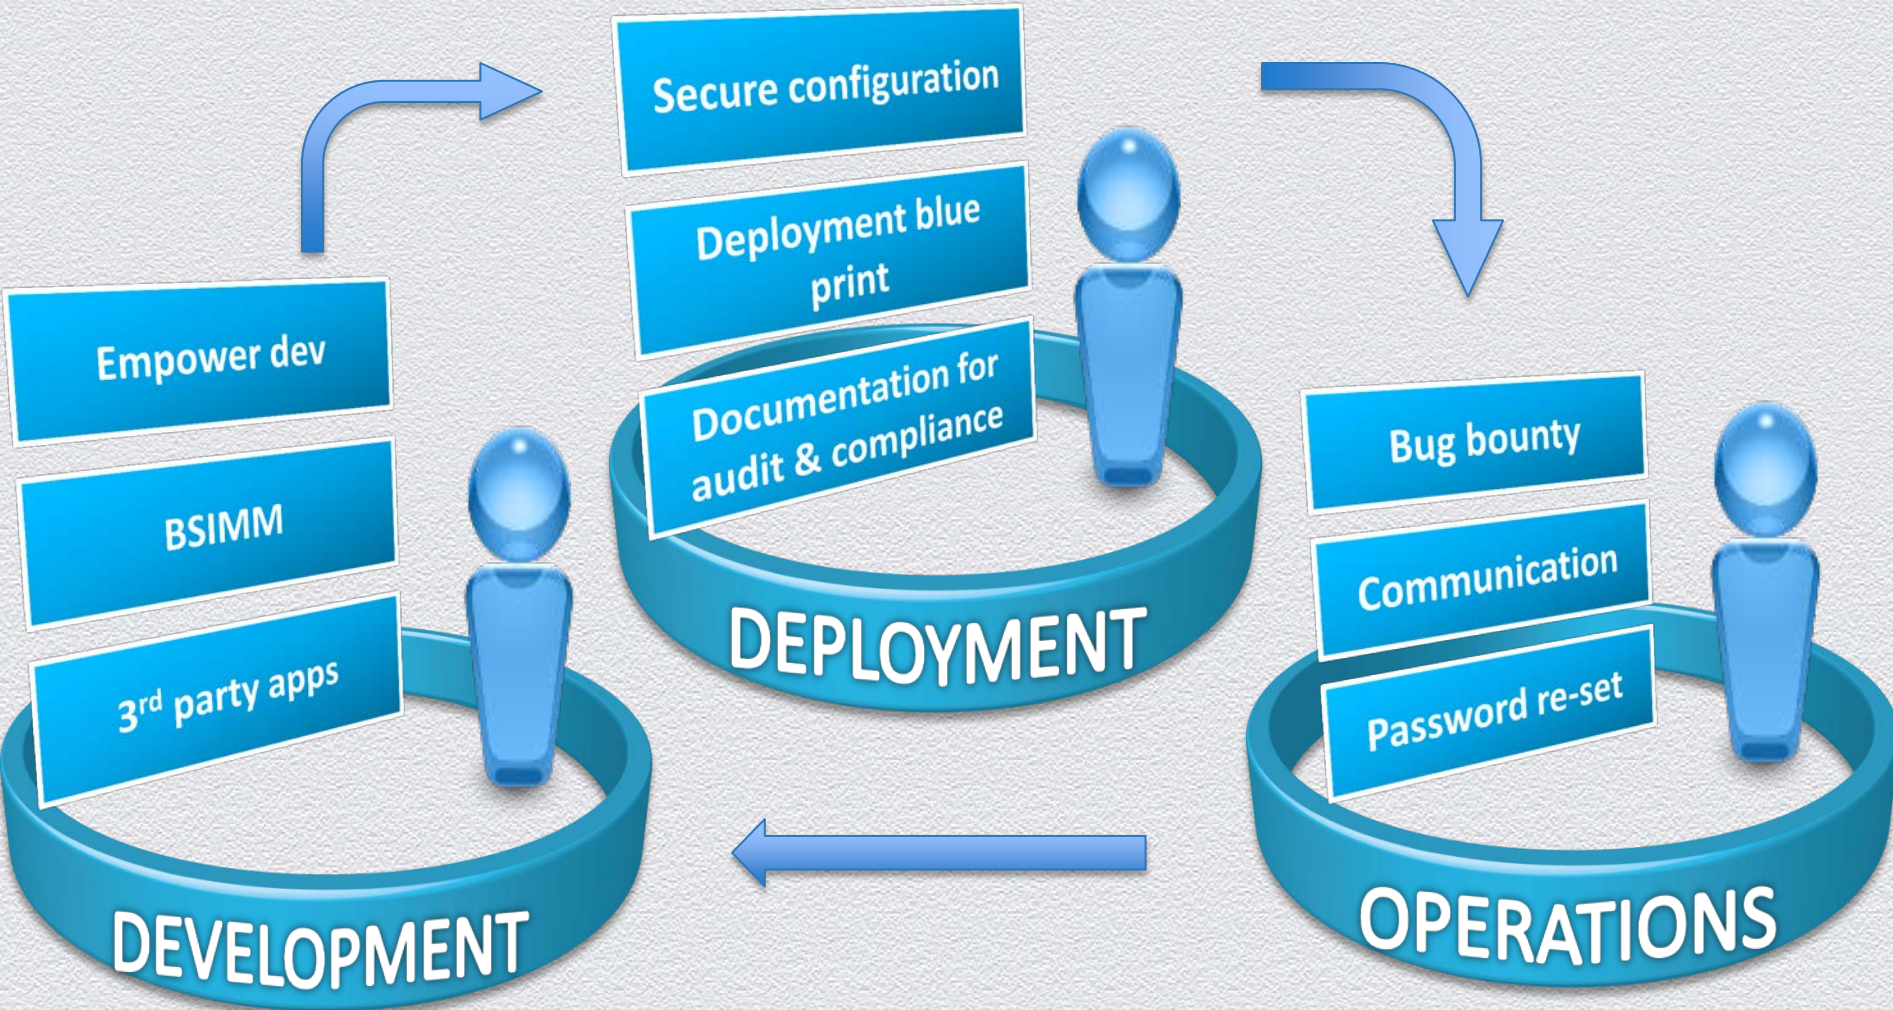 Empower dev
BSIMM
3rd party apps
DEVELOPMENT
Secure configuration
Deployment blue
print
Documentation for
audit & compliance
DEPLOYMENT
Bug bounty
Communication
Password re-set
OPERATIONS